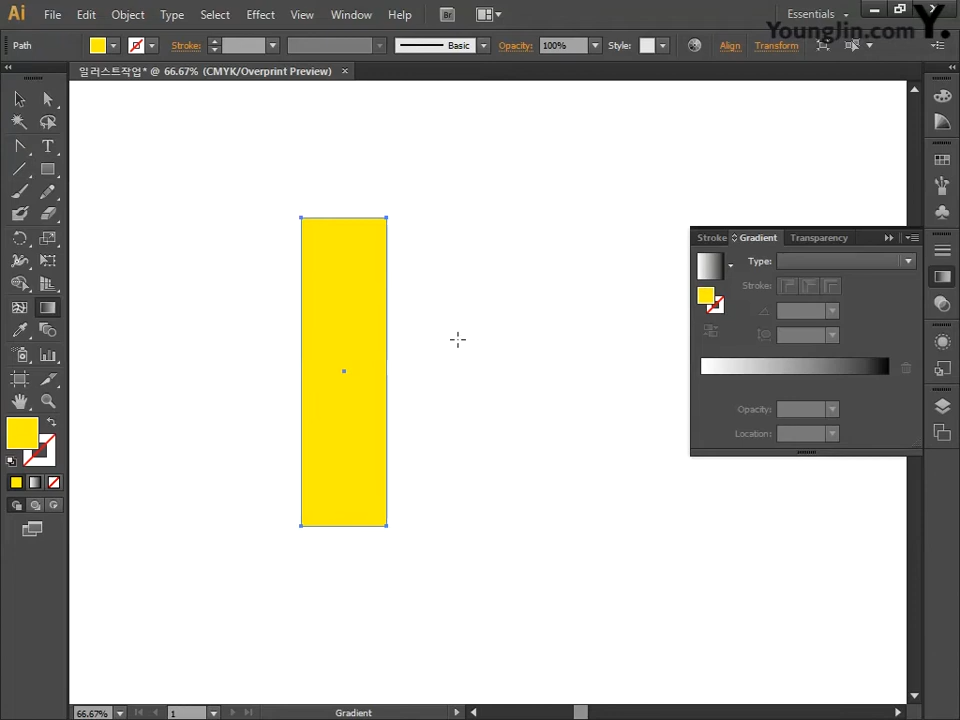 Ai File Edit Object Type Select Effect View Window Help Br Essentials
YoungJin.com Y.
Path Stroke: Basic Opacity: 100% Style: Align Transform
일러스트작업* @ 66.67% (CMYK/Overprint Preview) ×
Stroke Gradient Transparency
Type:
Stroke:
Opacity:
Location:
66.67% 1 Gradient